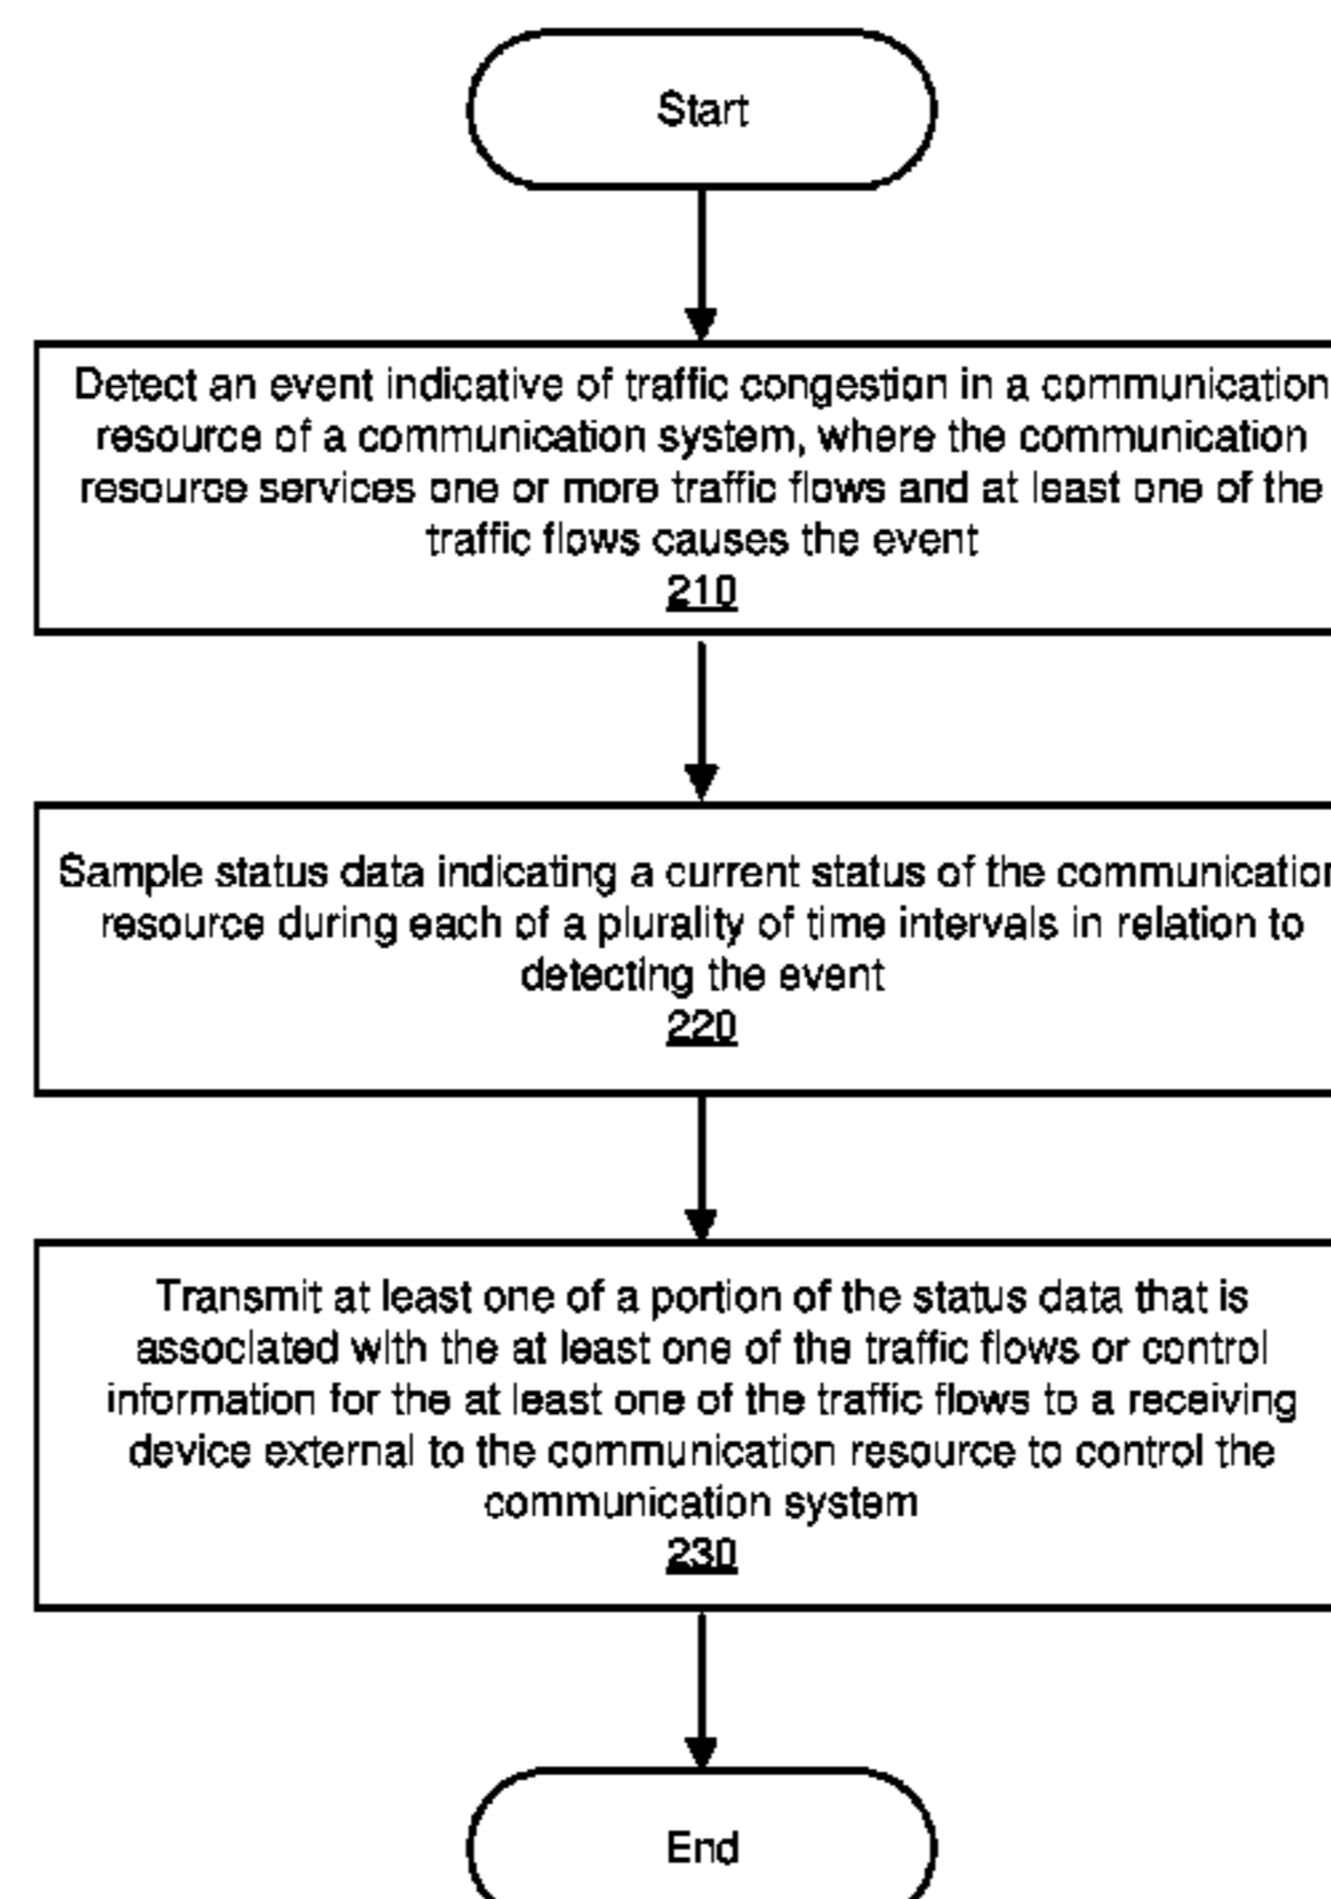 Start
Detect an event indicative of traffic congestion in a communication
resource of a communication system, where the communication
resource services one or more traffic flows and at least one of the
traffic flows causes the event
210
Sample status data indicating a current status of the communication
resource during each of a plurality of time intervals in relation to
detecting the event
220
Transmit at least one of a portion of the status data that is
associated with the at least one of the traffic flows or control
information for the at least one of the traffic flows to a receiving
device external to the communication resource to control the
communication system
230
End